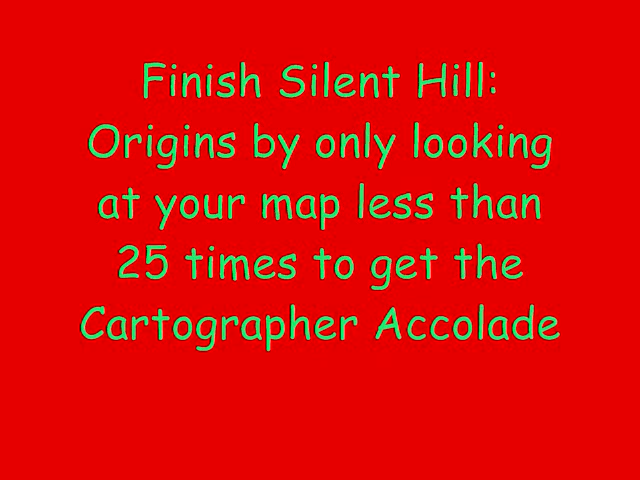 Finish Silent Hill:
Origins by only looking
at your map less than
25 times to get the
Cartographer Accolade